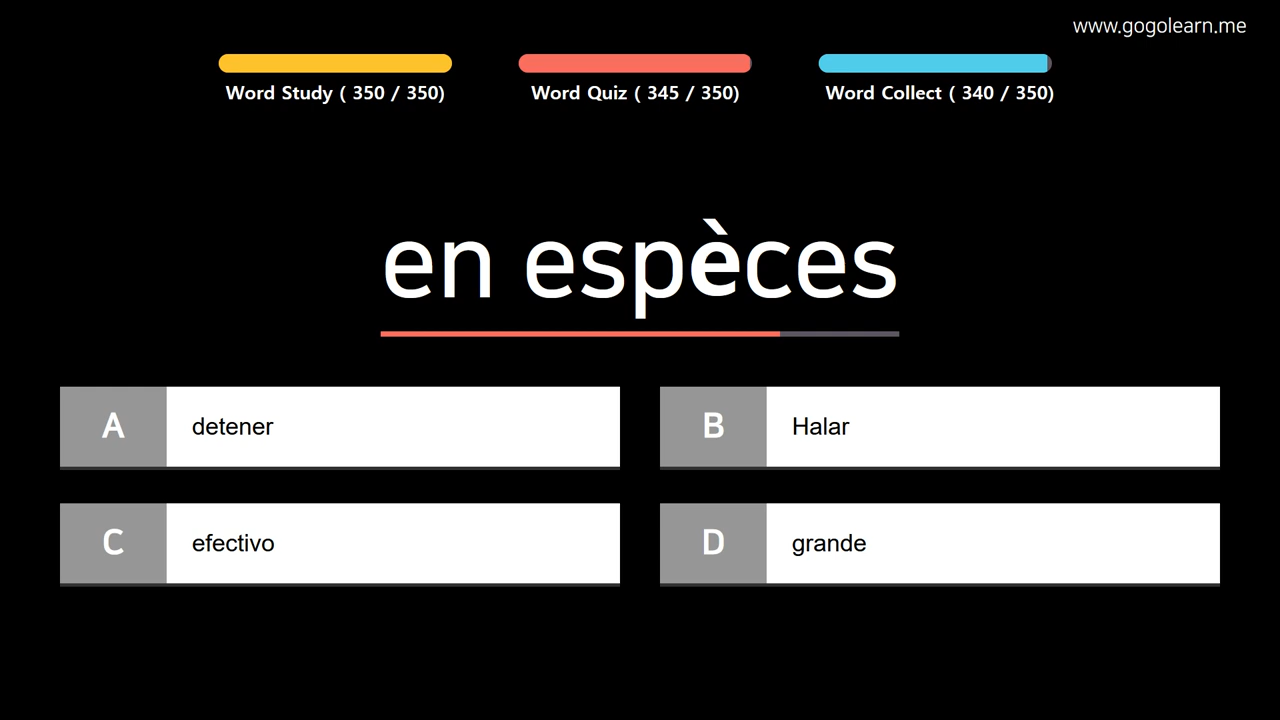 www.gogolearn.me
Word Study ( 350 / 350)
Word Quiz ( 345 / 350)
Word Collect ( 340 / 350)
en espèces
A detener
B Halar
C efectivo
D grande